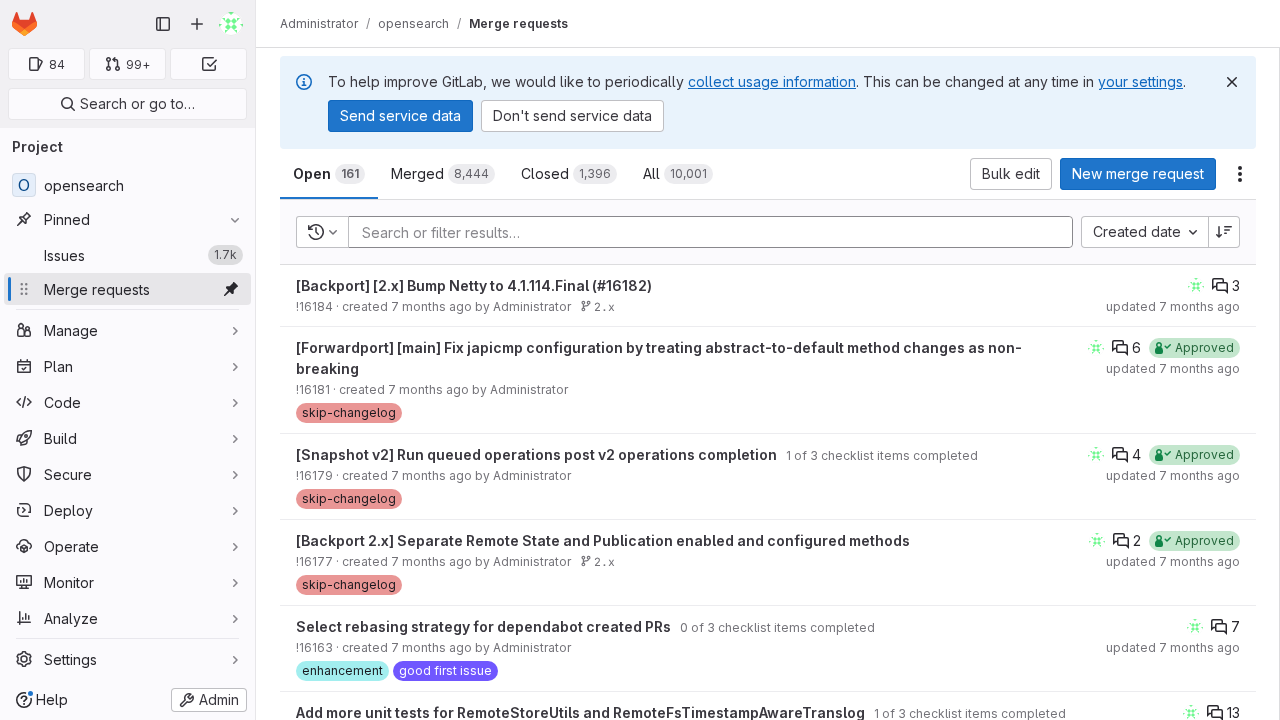 Administrator / opensearch / Merge requests
84
99+
Search or go to…
To help improve GitLab, we would like to periodically collect usage information. This can be changed at any time in your settings.
Send service data
Don't send service data
Project
O opensearch
Pinned
Issues 1.7k
Merge requests
Manage
Plan
Code
Build
Secure
Deploy
Operate
Monitor
Analyze
Settings
Help
Admin
Open 161
Merged 8,444
Closed 1,396
All 10,001
Bulk edit
New merge request
Search or filter results…
Created date
[Backport] [2.x] Bump Netty to 4.1.114.Final (#16182)
3
!16184 · created 7 months ago by Administrator 2.x
updated 7 months ago
[Forwardport] [main] Fix japicmp configuration by treating abstract-to-default method changes as non-
breaking
6 Approved
updated 7 months ago
!16181 · created 7 months ago by Administrator
skip-changelog
[Snapshot v2] Run queued operations post v2 operations completion 1 of 3 checklist items completed
4 Approved
!16179 · created 7 months ago by Administrator
updated 7 months ago
skip-changelog
[Backport 2.x] Separate Remote State and Publication enabled and configured methods
2 Approved
!16177 · created 7 months ago by Administrator 2.x
updated 7 months ago
skip-changelog
Select rebasing strategy for dependabot created PRs 0 of 3 checklist items completed
7
!16163 · created 7 months ago by Administrator
updated 7 months ago
enhancement good first issue
Add more unit tests for RemoteStoreUtils and RemoteFsTimestampAwareTranslog 1 of 3 checklist items completed
13